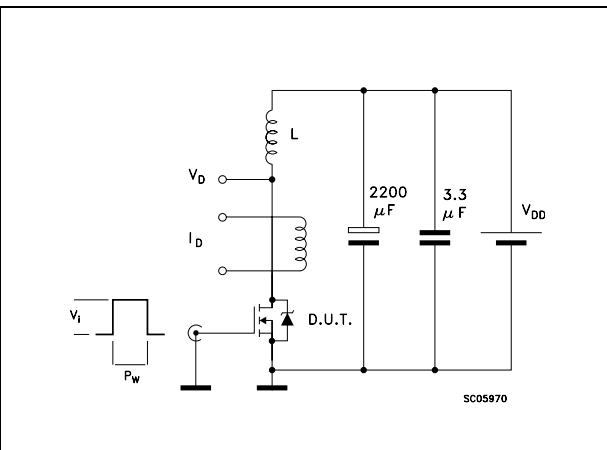 L
V_D
2200
μF
3.3
μF
V_DD
I_D
V_i
D.U.T.
P_W
SC05970